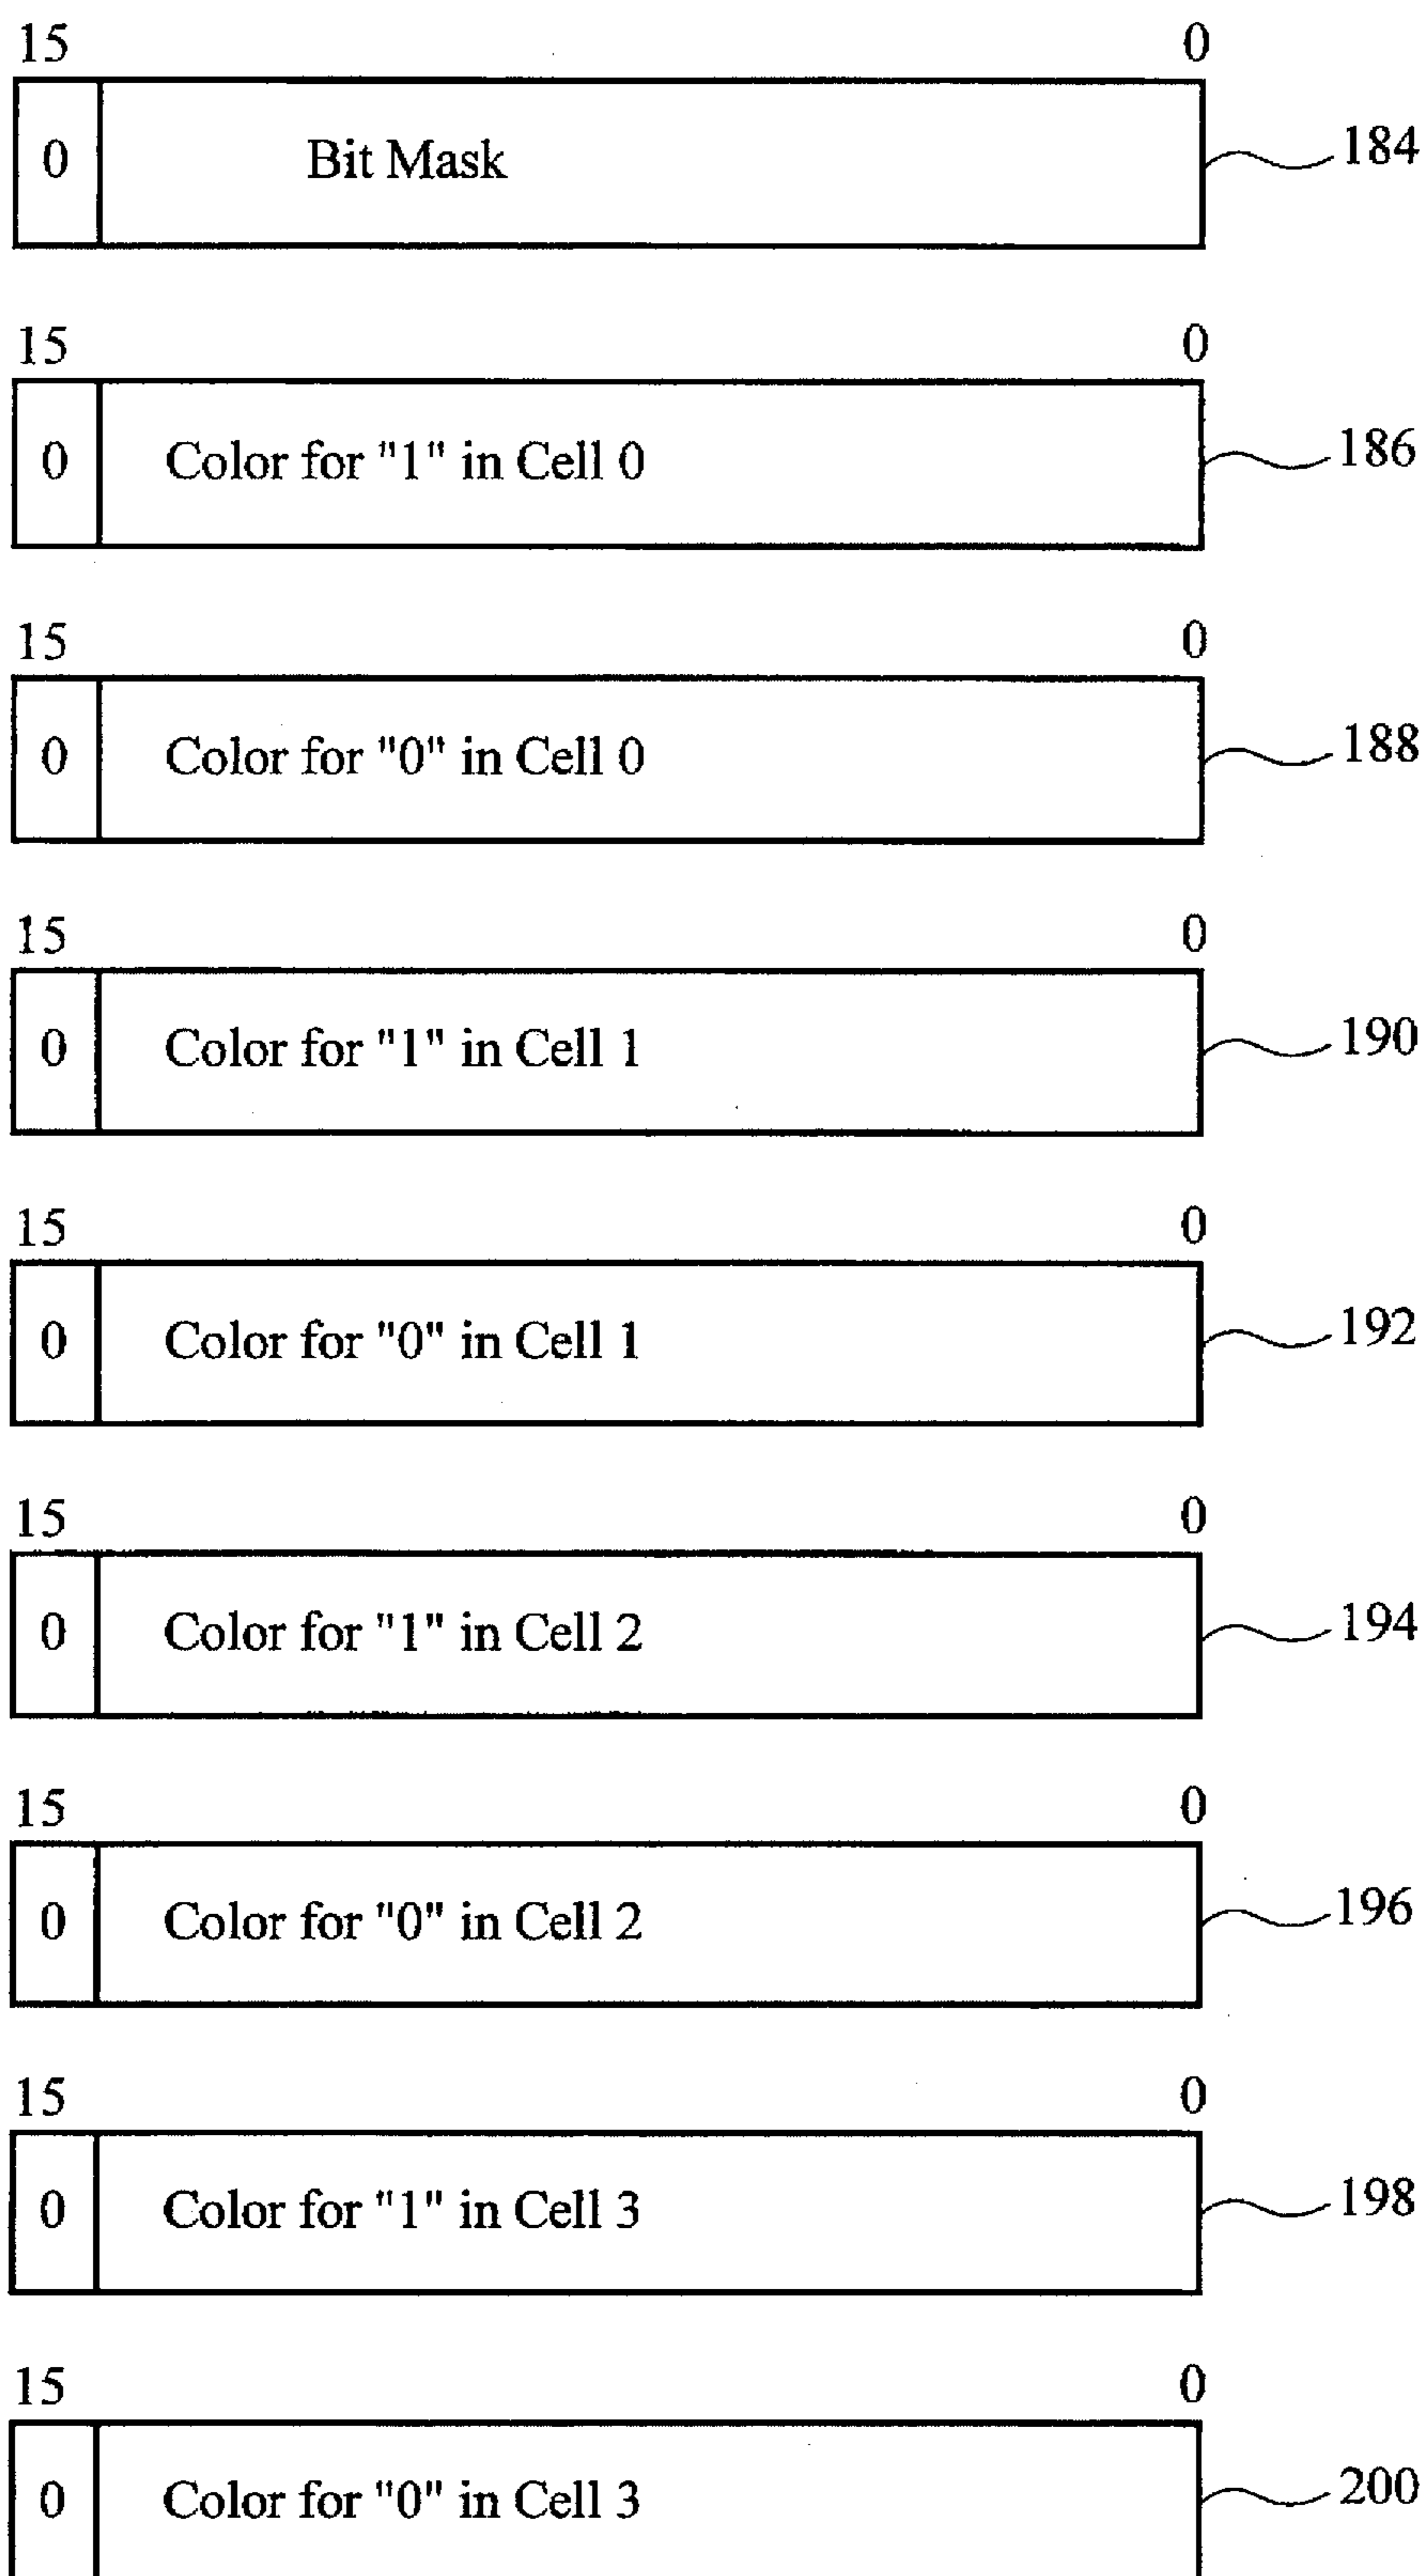 15 0
0 Bit Mask 184
15 0
0 Color for "1" in Cell 0 186
15 0
0 Color for "0" in Cell 0 188
15 0
0 Color for "1" in Cell 1 190
15 0
0 Color for "0" in Cell 1 192
15 0
0 Color for "1" in Cell 2 194
15 0
0 Color for "0" in Cell 2 196
15 0
0 Color for "1" in Cell 3 198
15 0
0 Color for "0" in Cell 3 200